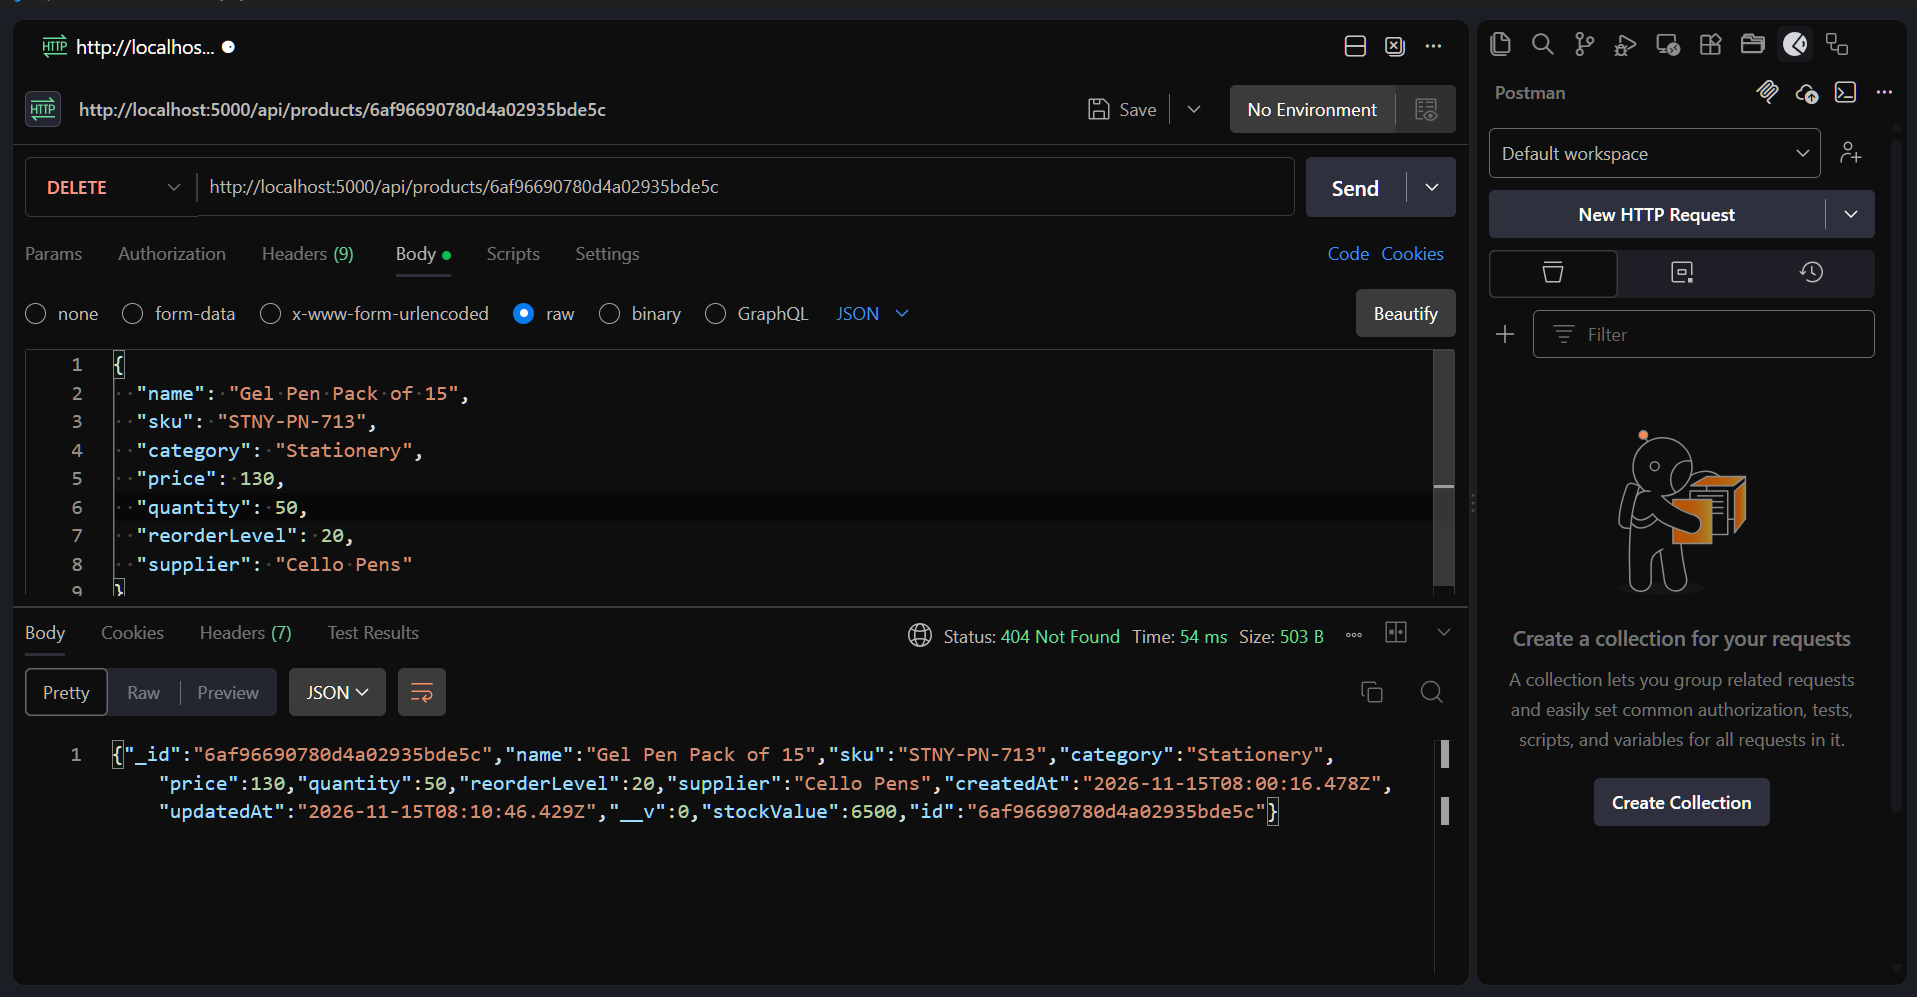 HTTP http://localhos...
HTTP http://localhost:5000/api/products/6af96690780d4a02935bde5c Save No Environment
DELETE http://localhost:5000/api/products/6af96690780d4a02935bde5c Send
Params Authorization Headers (9) Body Scripts Settings Code Cookies
none form-data x-www-form-urlencoded raw binary GraphQL JSON Beautify
1 {
2 "name": "Gel Pen Pack of 15",
3 "sku": "STNY-PN-713",
4 "category": "Stationery",
5 "price": 130,
6 "quantity": 50,
7 "reorderLevel": 20,
8 "supplier": "Cello Pens"
9 }
Body Cookies Headers (7) Test Results Status: 404 Not Found Time: 54 ms Size: 503 B
Pretty Raw Preview JSON
1 {"_id":"6af96690780d4a02935bde5c","name":"Gel Pen Pack of 15","sku":"STNY-PN-713","category":"Stationery",
"price":130,"quantity":50,"reorderLevel":20,"supplier":"Cello Pens","createdAt":"2026-11-15T08:00:16.478Z",
"updatedAt":"2026-11-15T08:10:46.429Z","__v":0,"stockValue":6500,"id":"6af96690780d4a02935bde5c"}
Postman
Default workspace
New HTTP Request
Filter
Create a collection for your requests
A collection lets you group related requests
and easily set common authorization, tests,
scripts, and variables for all requests in it.
Create Collection